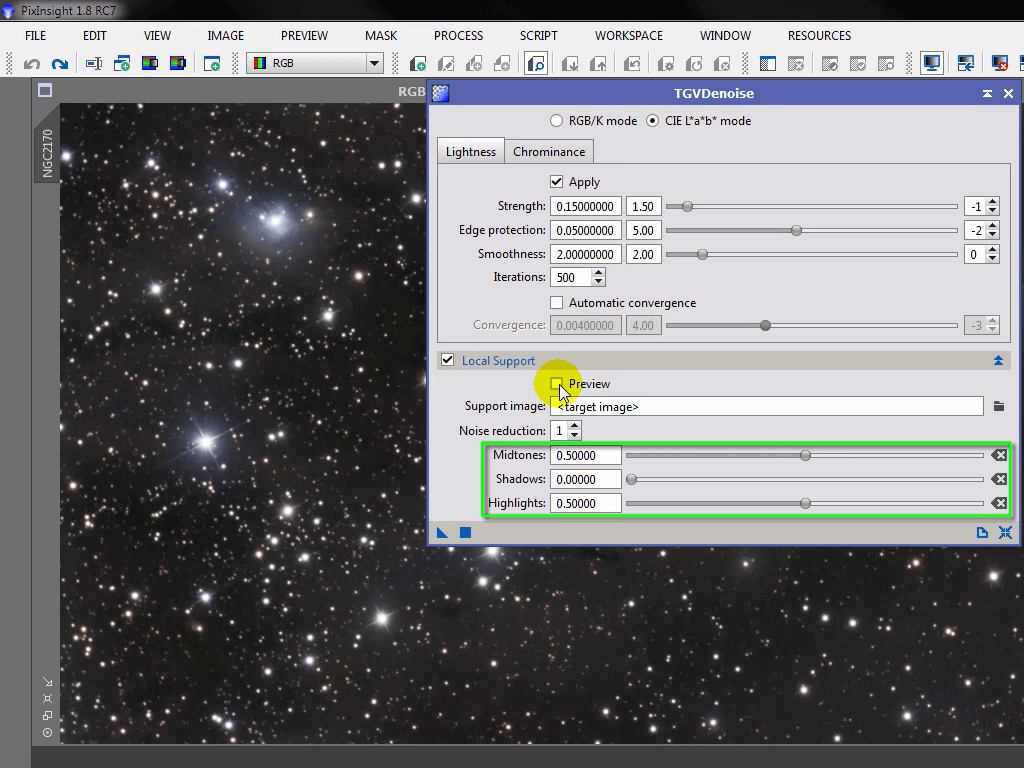 PixInsight 1.8 RC7
FILE EDIT VIEW IMAGE PREVIEW MASK PROCESS SCRIPT WORKSPACE WINDOW RESOURCES
RGB
RGB
NGC2170
TGVDenoise
RGB/K mode CIE L*a*b* mode
Lightness Chrominance
Apply
Strength: 0.15000000 1.50 -1
Edge protection: 0.05000000 5.00 -2
Smoothness: 2.00000000 2.00 0
Iterations: 500
Automatic convergence
Convergence: 0.00400000 4.00 -3
Local Support
Preview
Support image: <target image>
Noise reduction: 1
Midtones: 0.50000
Shadows: 0.00000
Highlights: 0.50000